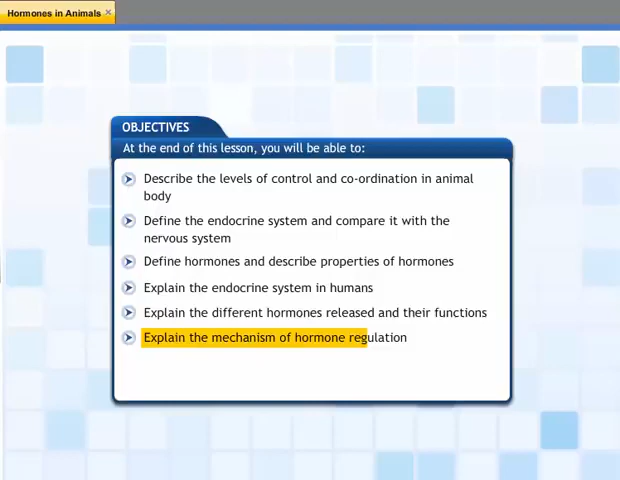 Hormones in Animals
OBJECTIVES
At the end of this lesson, you will be able to:
Describe the levels of control and co-ordination in animal
body
Define the endocrine system and compare it with the
nervous system
Define hormones and describe properties of hormones
Explain the endocrine system in humans
Explain the different hormones released and their functions
Explain the mechanism of hormone regulation